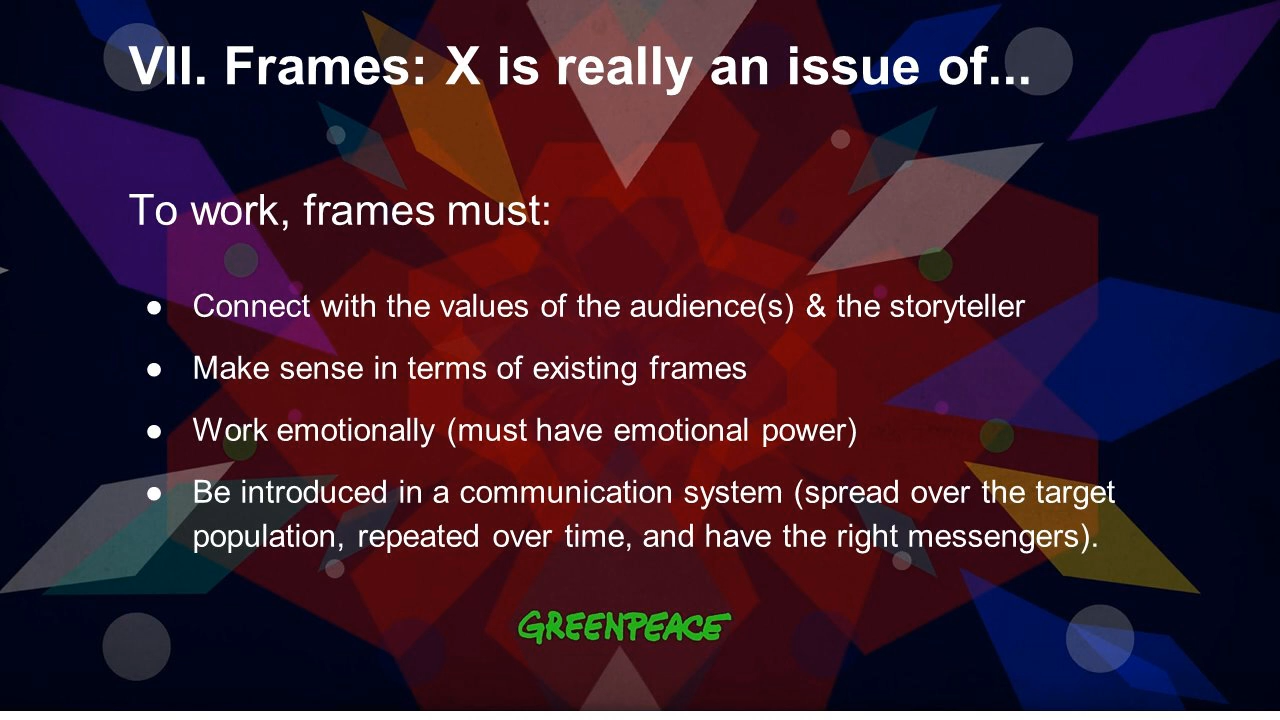 VII. Frames: X is really an issue of...
To work, frames must:
● Connect with the values of the audience(s) & the storyteller
● Make sense in terms of existing frames
● Work emotionally (must have emotional power)
● Be introduced in a communication system (spread over the target
population, repeated over time, and have the right messengers).
GREENPEACE